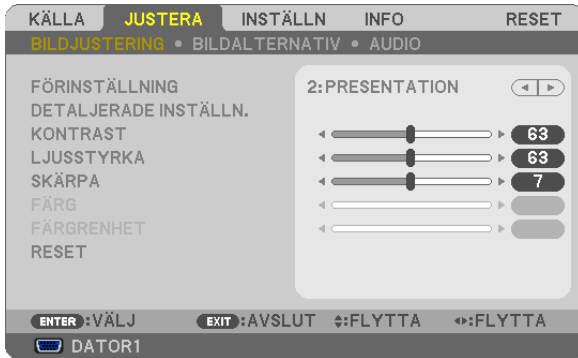 KÄLLA JUSTERA INSTÄLLN INFO RESET
BILDJUSTERING • BILDALTERNATIV • AUDIO
FÖRINSTÄLLNING 2:PRESENTATION
DETALJERADE INSTÄLLN.
KONTRAST 63
LJUSSTYRKA 63
SKÄRPA 7
FÄRG
FÄRGRENHET
RESET
ENTER:VÄLJ EXIT:AVSLUT :FLYTTA :FLYTTA
DATOR1